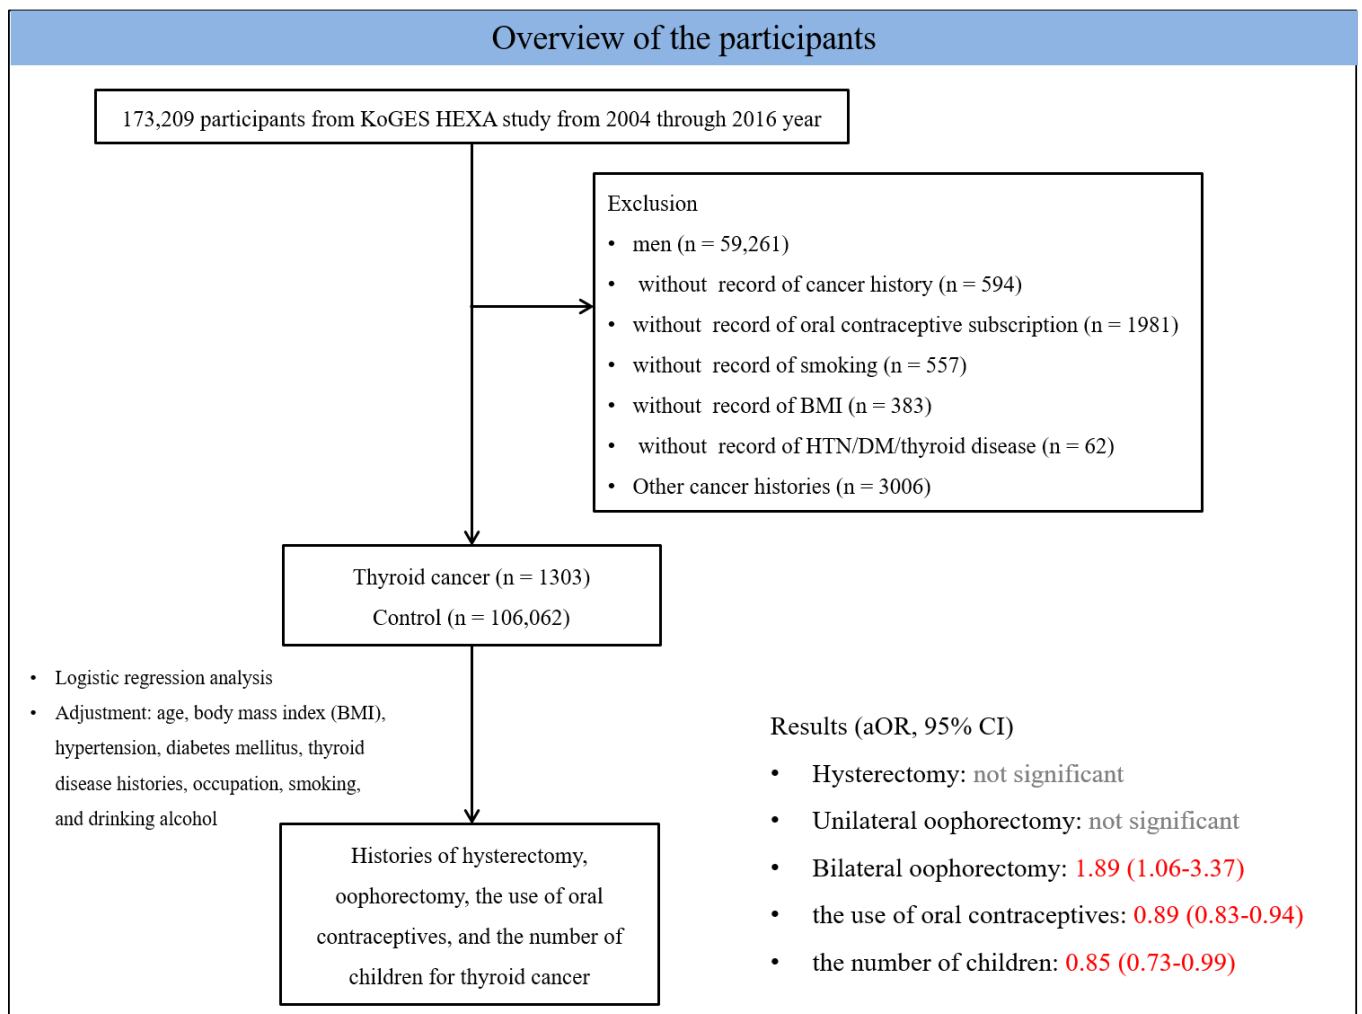 Overview of the participants
173,209 participants from KoGES HEXA study from 2004 through 2016 year
Exclusion
• men (n = 59,261)
• without record of cancer history (n = 594)
• without record of oral contraceptive subscription (n = 1981)
• without record of smoking (n = 557)
• without record of BMI (n = 383)
• without record of HTN/DM/thyroid disease (n = 62)
• Other cancer histories (n = 3006)
Thyroid cancer (n = 1303)
Control (n = 106,062)
• Logistic regression analysis
• Adjustment: age, body mass index (BMI),
hypertension, diabetes mellitus, thyroid
disease histories, occupation, smoking,
and drinking alcohol
Histories of hysterectomy,
oophorectomy, the use of oral
contraceptives, and the number of
children for thyroid cancer
Results (aOR, 95% CI)
• Hysterectomy: not significant
• Unilateral oophorectomy: not significant
• Bilateral oophorectomy: 1.89 (1.06-3.37)
• the use of oral contraceptives: 0.89 (0.83-0.94)
• the number of children: 0.85 (0.73-0.99)